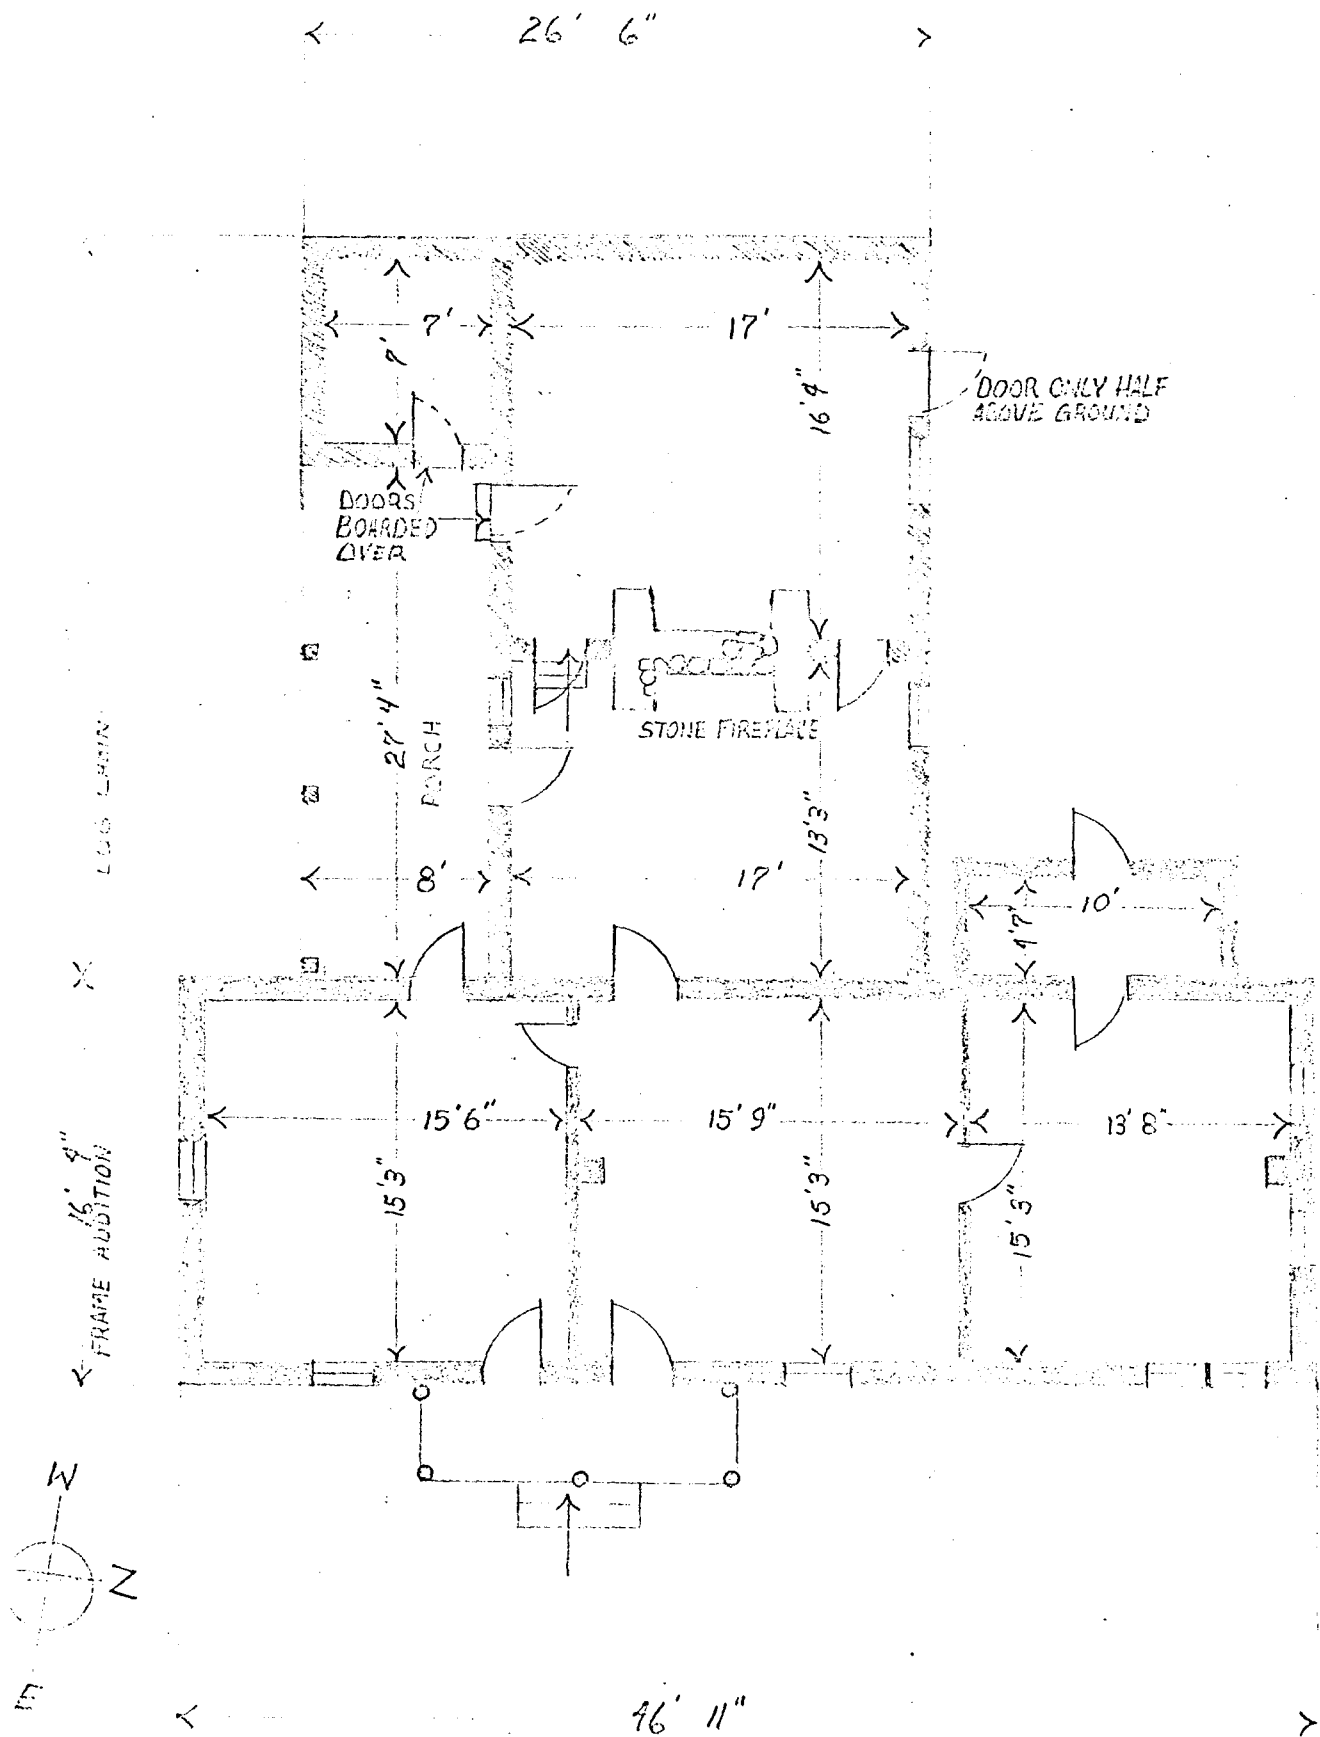 26' 6"
7'
17'
7'
16'4"
DOOR ONLY HALF
ABOVE GROUND
DOORS
BOARDED
OVER
STONE FIREPLACE
27'4"
PORCH
LOG CABIN
13'3"
8'
17'
10'
4'7"
15'6"
15'9"
13'8"
15'3"
15'3"
15'3"
16' 4"
FRAME ADDITION
W
N
E
46' 11"